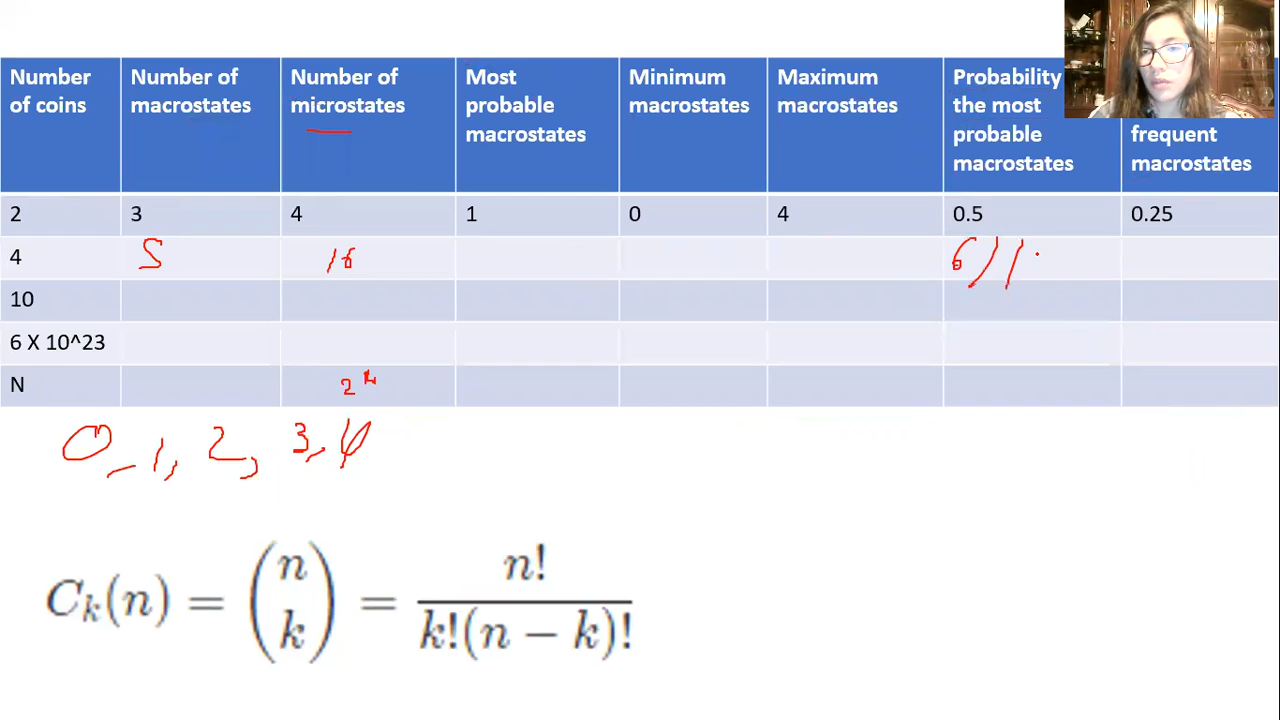 Number of coins
Number of macrostates
Number of microstates
Most probable macrostates
Minimum macrostates
Maximum macrostates
Probability the most probable macrostates
frequent macrostates
2 3 4 1 0 4 0.5 0.25
4 5 16 6/1
10
6 X 10^23
N 2^n
0, 1, 2, 3, 4
C_k(n) = (n k) = n! / k!(n − k)!